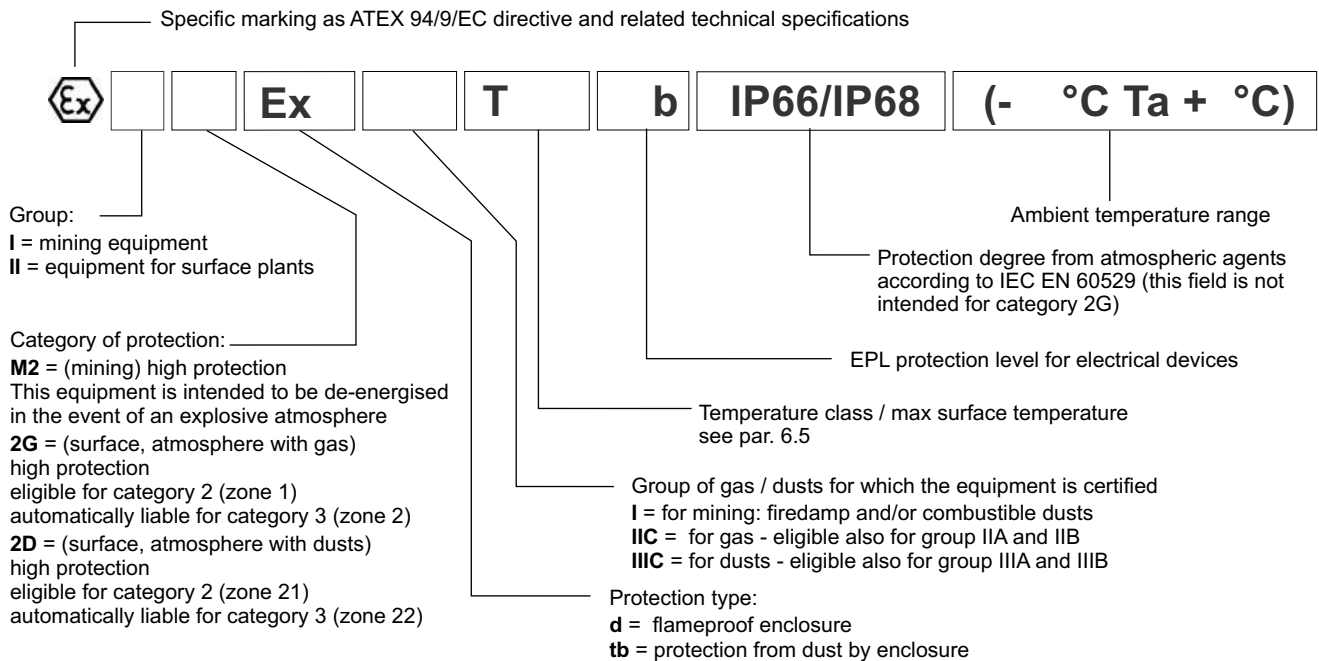 Specific marking as ATEX 94/9/EC directive and related technical specifications
Ex Ex T b IP66/IP68 (- °C Ta + °C)
Group:
I = mining equipment
II = equipment for surface plants
Category of protection:
M2 = (mining) high protection
This equipment is intended to be de-energised
in the event of an explosive atmosphere
2G = (surface, atmosphere with gas)
high protection
eligible for category 2 (zone 1)
automatically liable for category 3 (zone 2)
2D = (surface, atmosphere with dusts)
high protection
eligible for category 2 (zone 21)
automatically liable for category 3 (zone 22)
Ambient temperature range
Protection degree from atmospheric agents
according to IEC EN 60529 (this field is not
intended for category 2G)
EPL protection level for electrical devices
Temperature class / max surface temperature
see par. 6.5
Group of gas / dusts for which the equipment is certified
I = for mining: firedamp and/or combustible dusts
IIC = for gas - eligible also for group IIA and IIB
IIIC = for dusts - eligible also for group IIIA and IIIB
Protection type:
d = flameproof enclosure
tb = protection from dust by enclosure